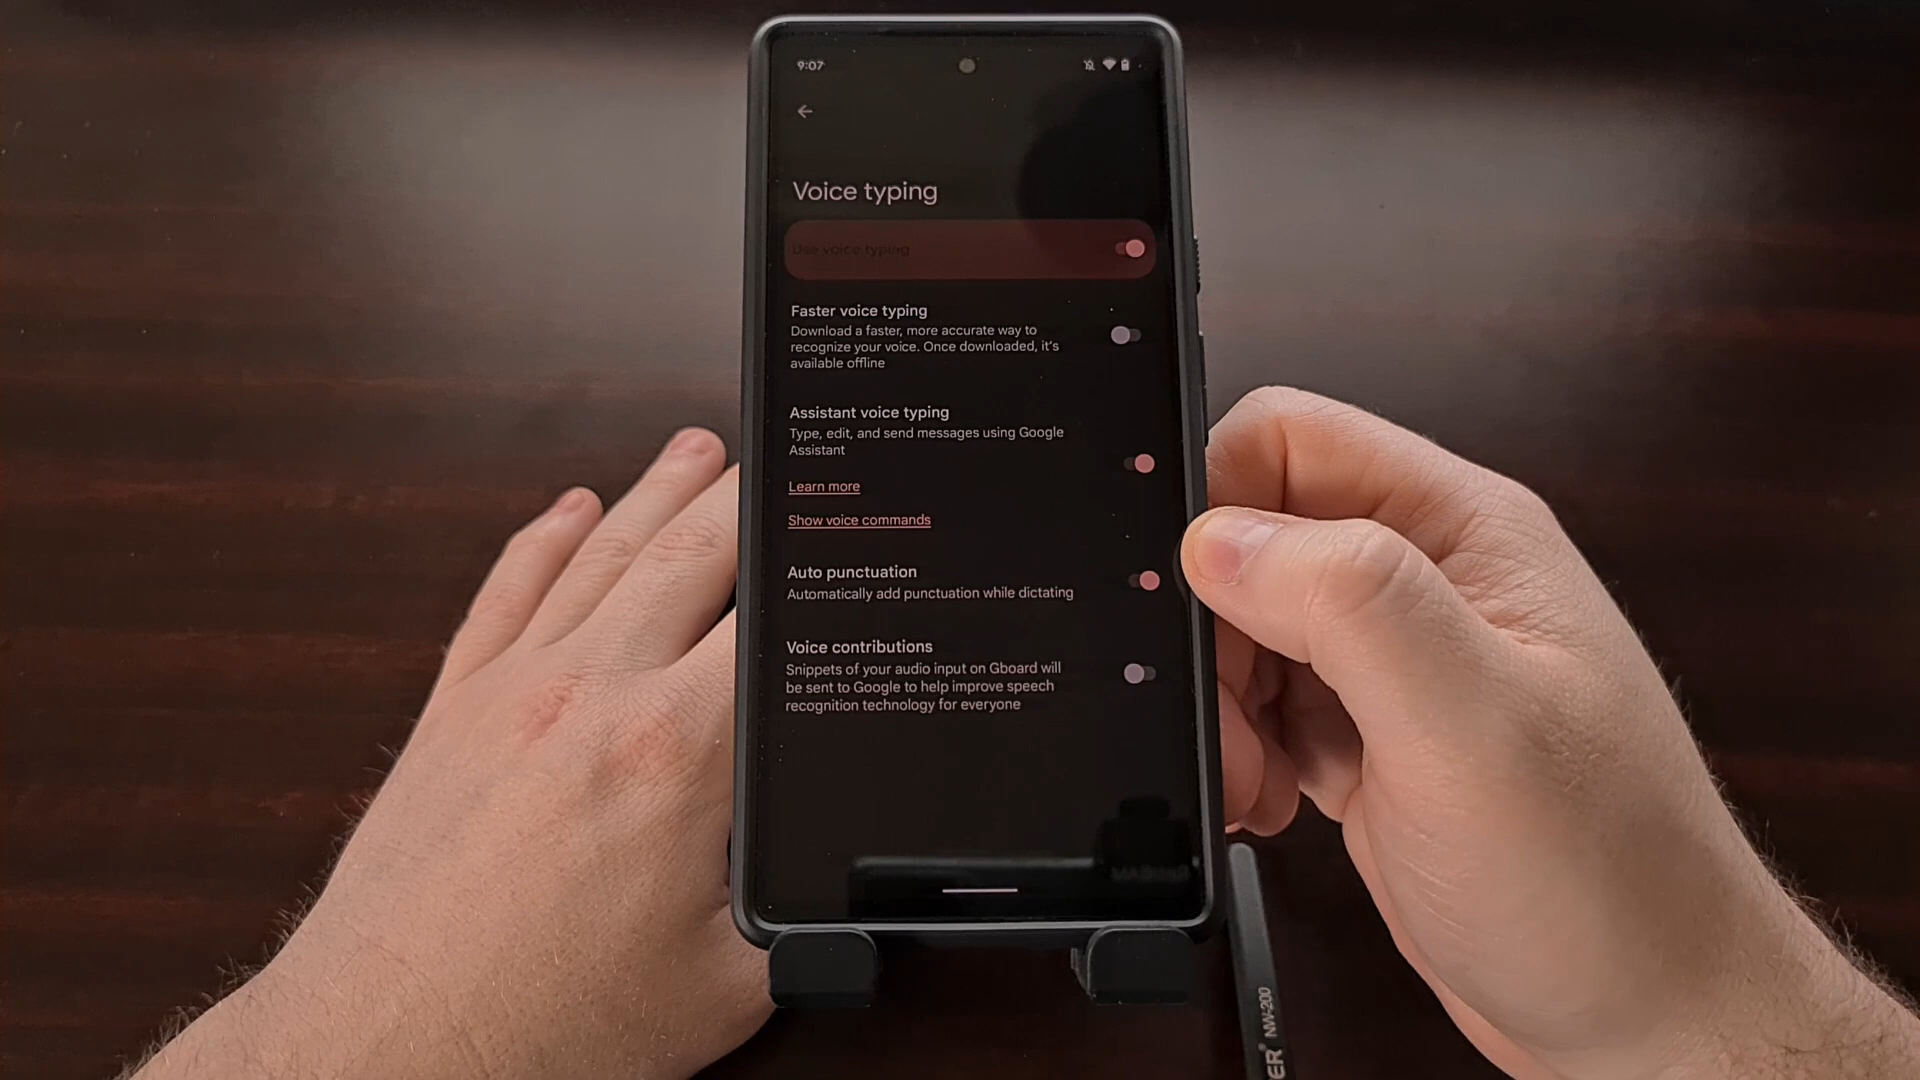 9:07
Voice typing
Use voice typing
Faster voice typing
Download a faster, more accurate way to
recognize your voice. Once downloaded, it's
available offline
Assistant voice typing
Type, edit, and send messages using Google
Assistant
Learn more
Show voice commands
Auto punctuation
Automatically add punctuation while dictating
Voice contributions
Snippets of your audio input on Gboard will
be sent to Google to help improve speech
recognition technology for everyone
NW-200